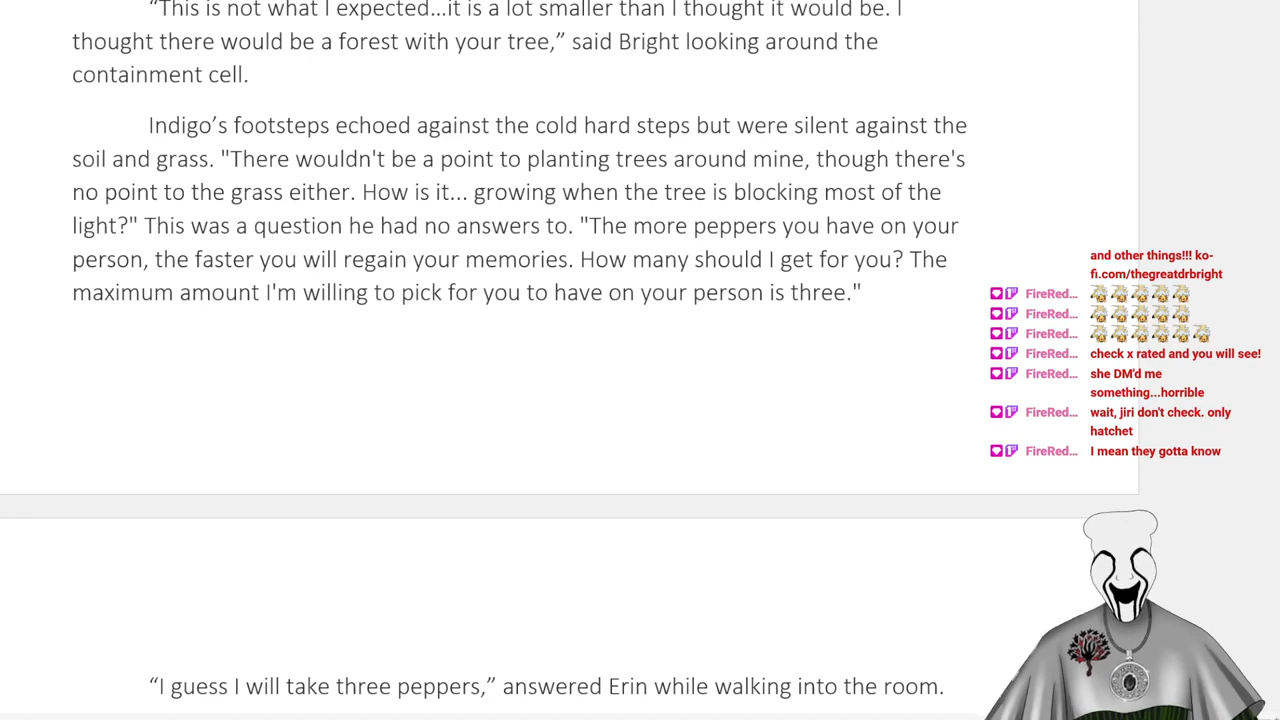 “This is not what I expected...it is a lot smaller than I thought it would be. I
thought there would be a forest with your tree,” said Bright looking around the
containment cell.
Indigo’s footsteps echoed against the cold hard steps but were silent against the
soil and grass. "There wouldn't be a point to planting trees around mine, though there's
no point to the grass either. How is it... growing when the tree is blocking most of the
light?" This was a question he had no answers to. "The more peppers you have on your
person, the faster you will regain your memories. How many should I get for you? The
maximum amount I'm willing to pick for you to have on your person is three."
“I guess I will take three peppers,” answered Erin while walking into the room.
and other things!!! ko-
fi.com/thegreatdrbright
FireRed...
FireRed...
FireRed...
FireRed... check x rated and you will see!
FireRed... she DM'd me
something...horrible
FireRed... wait, jiri don't check. only
hatchet
FireRed... I mean they gotta know